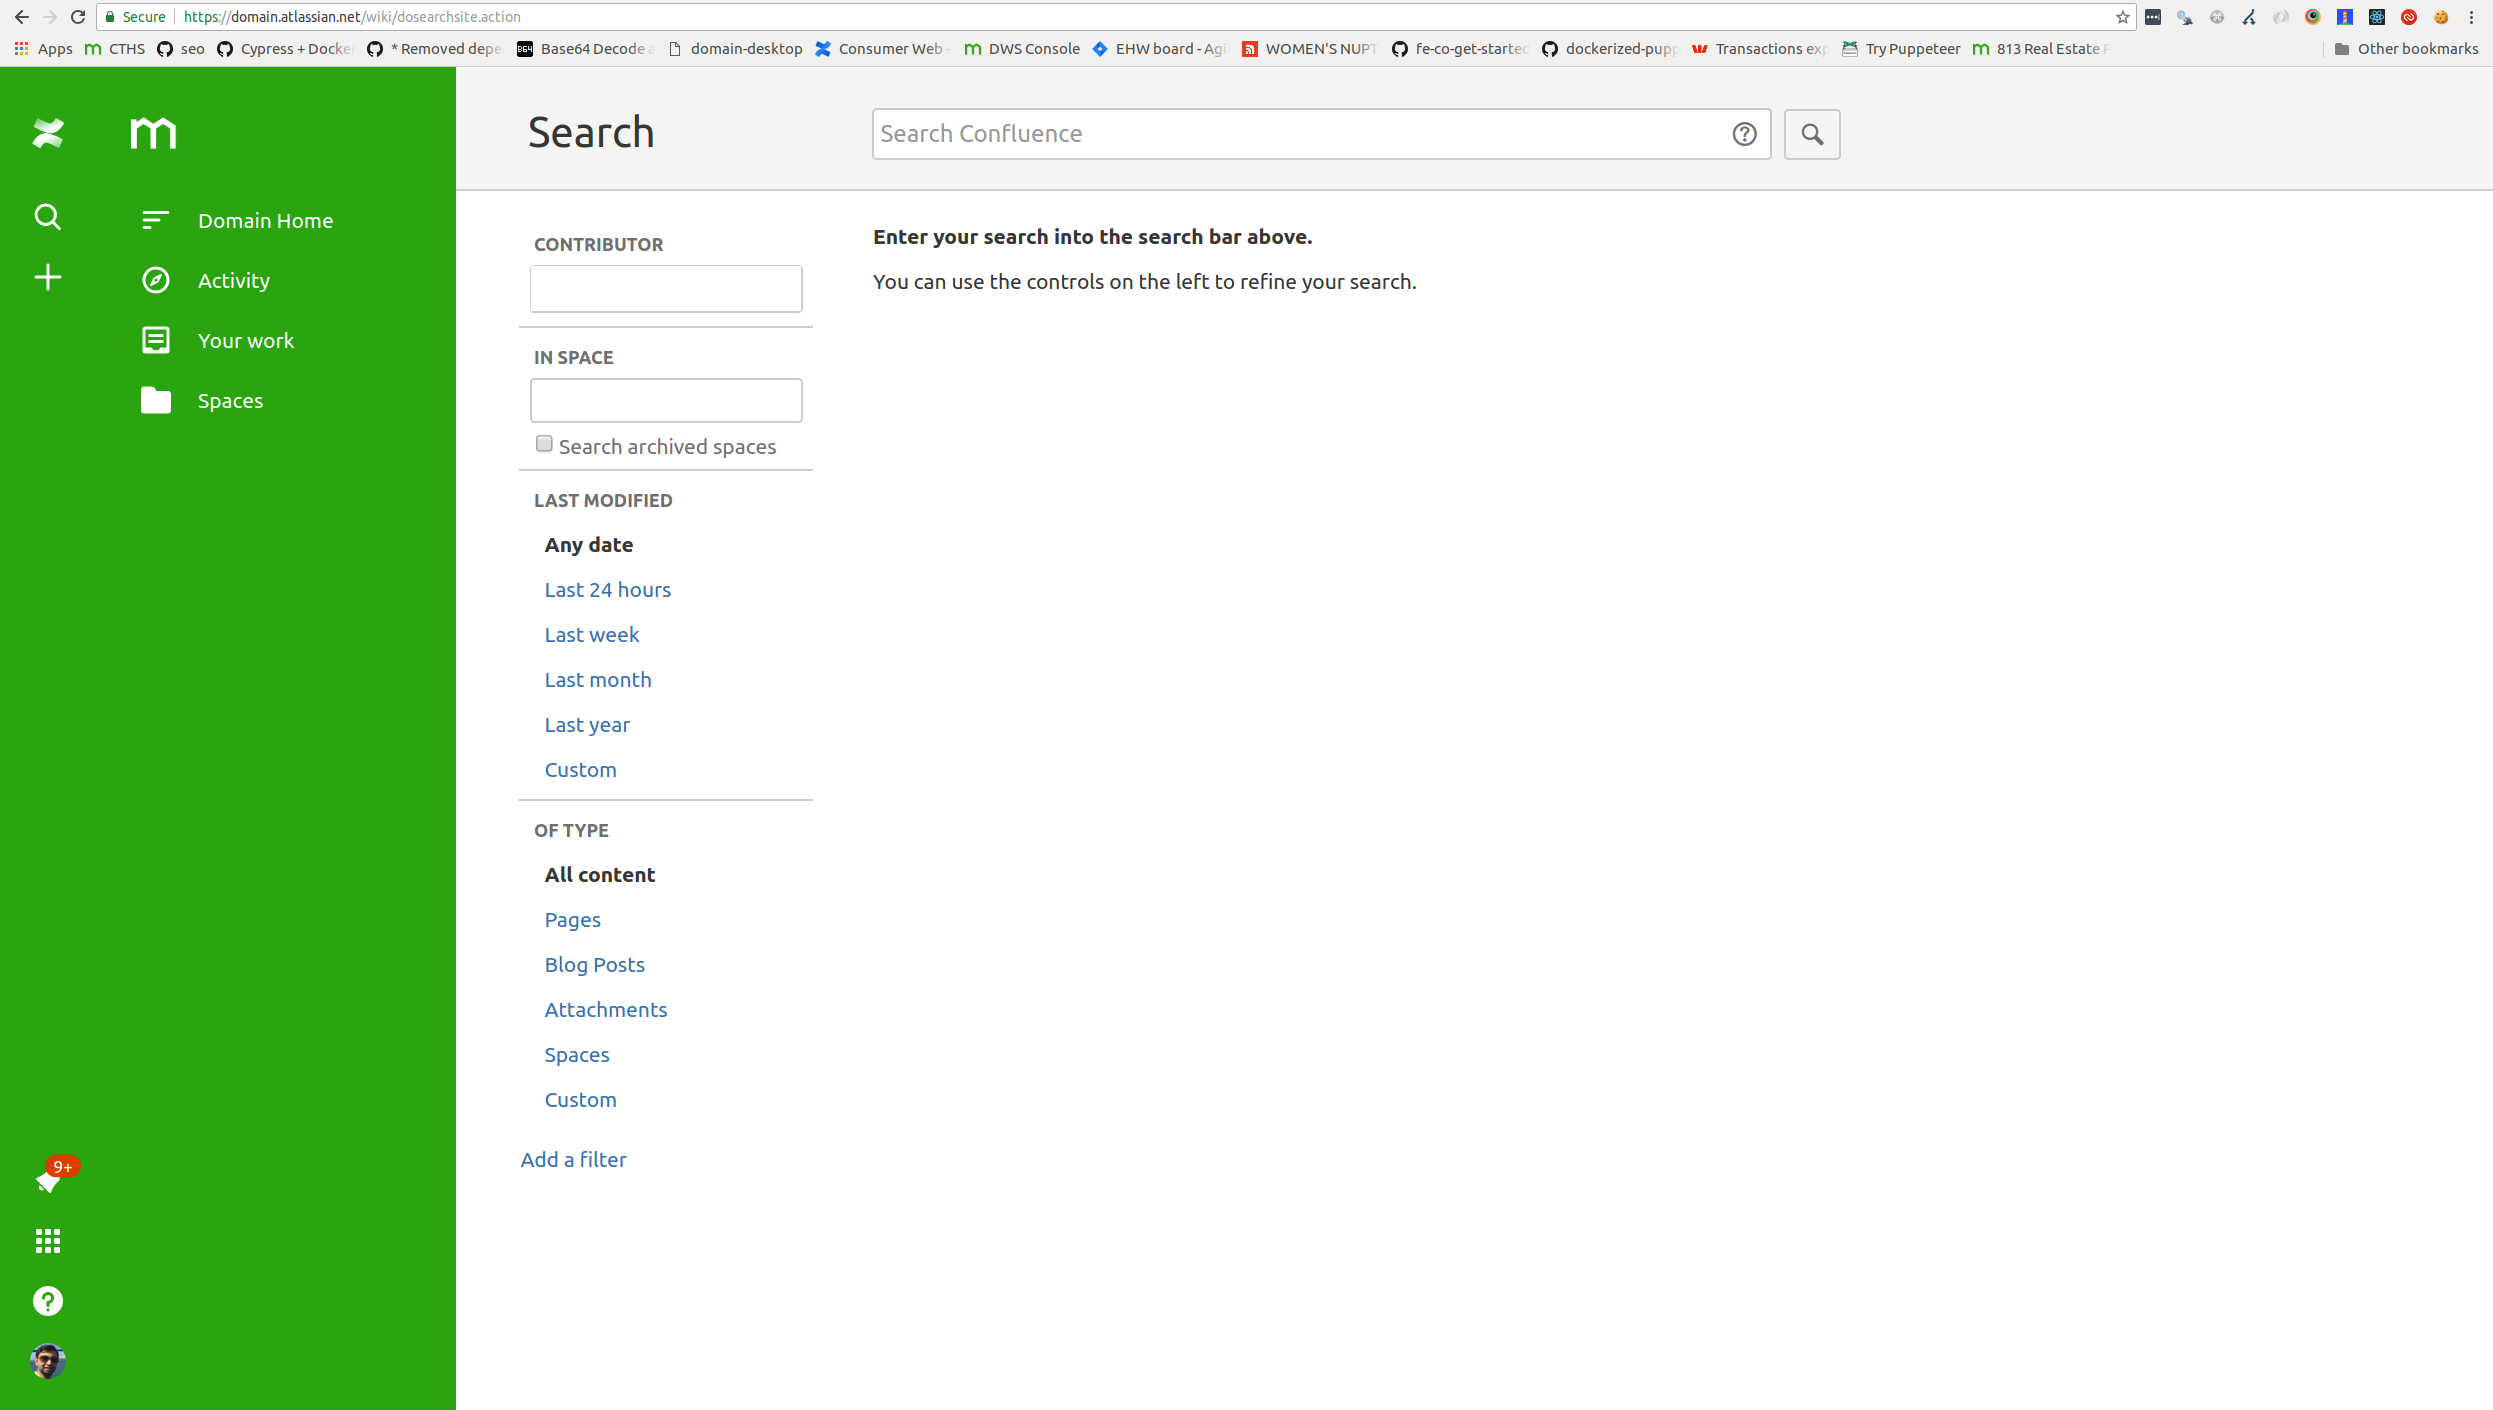 Secure https://domain.atlassian.net/wiki/dosearchsite.action
Apps CTHS seo Cypress + Docke * Removed depe Base64 Decode a domain-desktop Consumer Web - DWS Console EHW board - Agi WOMEN'S NUPT fe-co-get-started dockerized-pupp Transactions exp Try Puppeteer 813 Real Estate P Other bookmarks
m
Search
Search Confluence
Domain Home
Activity
Your work
Spaces
CONTRIBUTOR
IN SPACE
Search archived spaces
LAST MODIFIED
Any date
Last 24 hours
Last week
Last month
Last year
Custom
OF TYPE
All content
Pages
Blog Posts
Attachments
Spaces
Custom
Add a filter
Enter your search into the search bar above.
You can use the controls on the left to refine your search.
9+